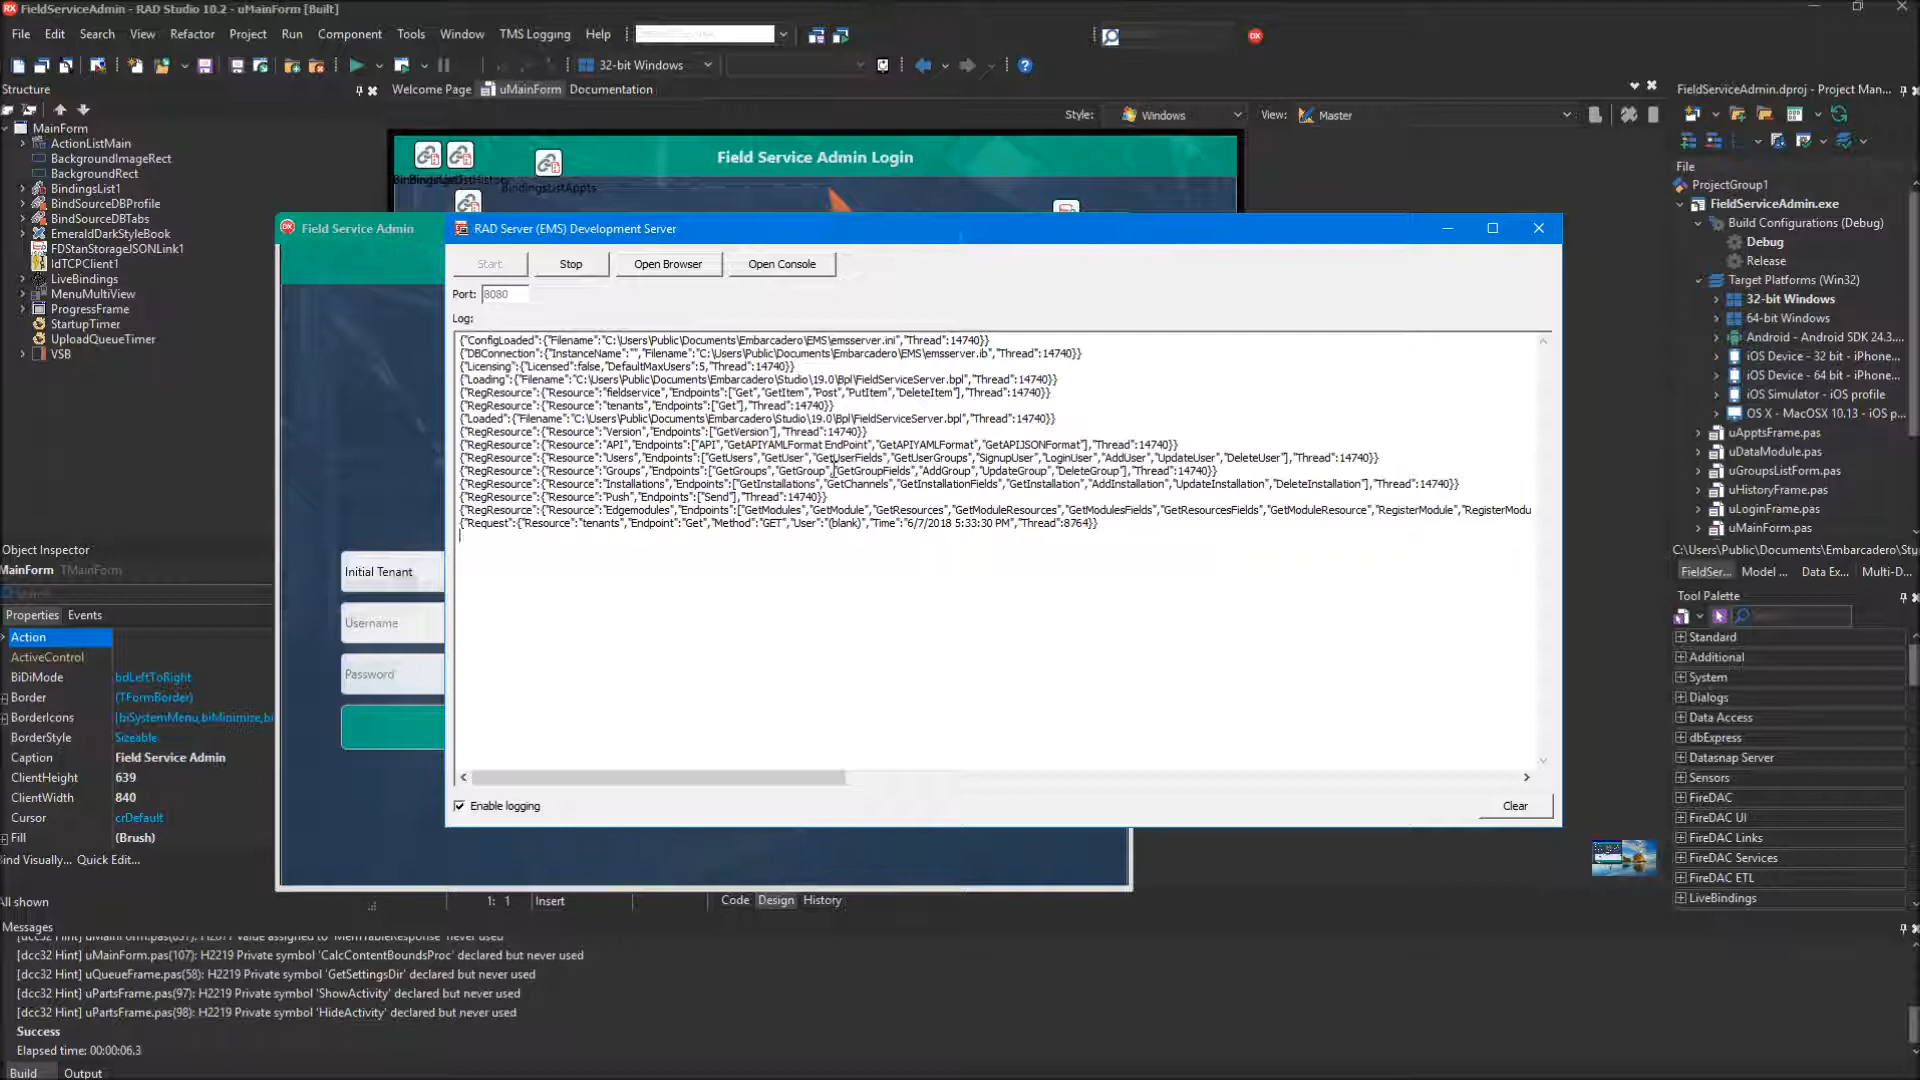 FieldServiceAdmin - RAD Studio 10.2 - uMainForm [Built]
File Edit Search View Refactor Project Run Component Tools Window TMS Logging Help
32-bit Windows
Structure
Welcome Page uMainForm Documentation
Style: Windows View: Master
MainForm
ActionListMain
BackgroundImageRect
BackgroundRect
BindingsList1
BindSourceDBProfile
BindSourceDBTabs
EmeraldDarkStyleBook
FDStanStorageJSONLink1
IdTCPClient1
LiveBindings
MenuMultiView
ProgressFrame
StartupTimer
UploadQueueTimer
VSB
Field Service Admin Login
BindingsListAppts
Field Service Admin
Initial Tenant
Username
Password
RAD Server (EMS) Development Server
Start Stop Open Browser Open Console
Port: 8080
Log:
{"ConfigLoaded":{"Filename":"C:\Users\Public\Documents\Embarcadero\EMS\emsserver.ini","Thread":14740}}
{"DBConnection":{"InstanceName":"","Filename":"C:\Users\Public\Documents\Embarcadero\EMS\emsserver.ib","Thread":14740}}
{"Licensing":{"Licensed":false,"DefaultMaxUsers":5,"Thread":14740}}
{"Loading":{"Filename":"C:\Users\Public\Documents\Embarcadero\Studio\19.0\Bpl\FieldServiceServer.bpl","Thread":14740}}
{"RegResource":{"Resource":"fieldservice","Endpoints":["Get","GetItem","Post","PutItem","DeleteItem"],"Thread":14740}}
{"RegResource":{"Resource":"tenants","Endpoints":["Get"],"Thread":14740}}
{"Loaded":{"Filename":"C:\Users\Public\Documents\Embarcadero\Studio\19.0\Bpl\FieldServiceServer.bpl","Thread":14740}}
{"RegResource":{"Resource":"Version","Endpoints":["GetVersion"],"Thread":14740}}
{"RegResource":{"Resource":"API","Endpoints":["API","GetAPIYAMLFormat EndPoint","GetAPIYAMLFormat","GetAPIJSONFormat"],"Thread":14740}}
{"RegResource":{"Resource":"Users","Endpoints":["GetUsers","GetUser","GetUserFields","GetUserGroups","SignupUser","LoginUser","AddUser","UpdateUser","DeleteUser"],"Thread":14740}}
{"RegResource":{"Resource":"Groups","Endpoints":["GetGroups","GetGroup","GetGroupFields","AddGroup","UpdateGroup","DeleteGroup"],"Thread":14740}}
{"RegResource":{"Resource":"Installations","Endpoints":["GetInstallations","GetChannels","GetInstallationFields","GetInstallation","AddInstallation","UpdateInstallation","DeleteInstallation"],"Thread":14740}}
{"RegResource":{"Resource":"Push","Endpoints":["Send"],"Thread":14740}}
{"RegResource":{"Resource":"Edgemodules","Endpoints":["GetModules","GetModule","GetResources","GetModuleResources","GetModulesFields","GetResourcesFields","GetModuleResource","RegisterModule","RegisterModu
{"Request":{"Resource":"tenants","Endpoint":"Get","Method":"GET","User":"(blank)","Time":"6/7/2018 5:33:30 PM","Thread":8764}}
Enable logging
Clear
FieldServiceAdmin.dproj - Project Man...
File
ProjectGroup1
FieldServiceAdmin.exe
Build Configurations (Debug)
Debug
Release
Target Platforms (Win32)
32-bit Windows
64-bit Windows
Android - Android SDK 24.3....
iOS Device - 32 bit - iPhone...
iOS Device - 64 bit - iPhone...
iOS Simulator - iOS profile
OS X - MacOSX 10.13 - iOS p...
uApptsFrame.pas
uDataModule.pas
uGroupsListForm.pas
uHistoryFrame.pas
uLoginFrame.pas
uMainForm.pas
C:\Users\Public\Documents\Embarcadero\Stu
FieldSer... Model ... Data Ex... Multi-D...
Tool Palette
Standard
Additional
System
Dialogs
Data Access
dbExpress
Datasnap Server
Sensors
FireDAC
FireDAC UI
FireDAC Links
FireDAC Services
FireDAC ETL
LiveBindings
Object Inspector
MainForm TMainForm
Properties Events
Action
ActiveControl
BiDiMode bdLeftToRight
Border (TFormBorder)
BorderIcons [biSystemMenu,biMinimize,bi
BorderStyle Sizeable
Caption Field Service Admin
ClientHeight 639
ClientWidth 840
Cursor crDefault
Fill (Brush)
Bind Visually... Quick Edit...
All shown
1: 1 Insert Code Design History
Messages
[dcc32 Hint] uMainForm.pas(107): H2219 Private symbol 'CalcContentBoundsProc' declared but never used
[dcc32 Hint] uQueueFrame.pas(58): H2219 Private symbol 'GetSettingsDir' declared but never used
[dcc32 Hint] uPartsFrame.pas(97): H2219 Private symbol 'ShowActivity' declared but never used
[dcc32 Hint] uPartsFrame.pas(98): H2219 Private symbol 'HideActivity' declared but never used
Success
Elapsed time: 00:00:06.3
Build Output